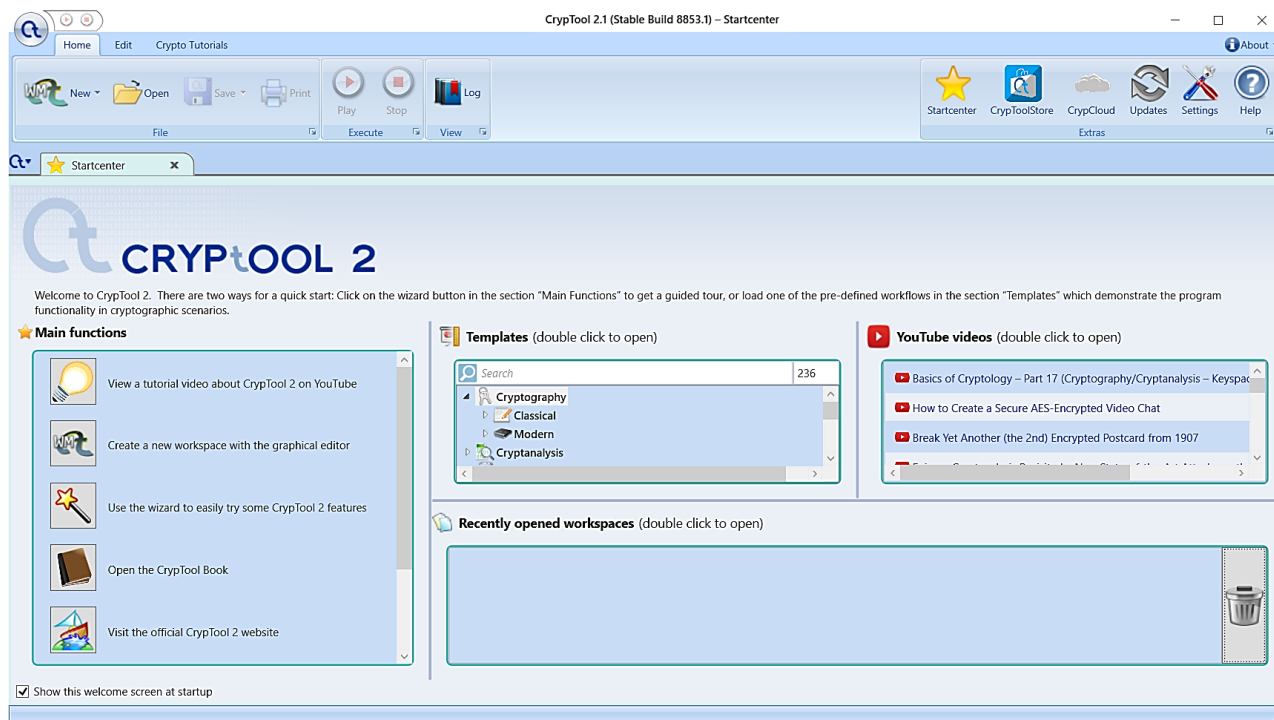 CrypTool 2.1 (Stable Build 8853.1) – Startcenter
Home Edit Crypto Tutorials About
New Open Save Print Play Stop Log Startcenter CrypToolStore CrypCloud Updates Settings Help
File Execute View Extras
Startcenter
CRYPtOOL 2
Welcome to CrypTool 2. There are two ways for a quick start: Click on the wizard button in the section "Main Functions" to get a guided tour, or load one of the pre-defined workflows in the section "Templates" which demonstrate the program
functionality in cryptographic scenarios.
Main functions
View a tutorial video about CrypTool 2 on YouTube
Create a new workspace with the graphical editor
Use the wizard to easily try some CrypTool 2 features
Open the CrypTool Book
Visit the official CrypTool 2 website
Templates (double click to open)
Search 236
Cryptography
Classical
Modern
Cryptanalysis
YouTube videos (double click to open)
Basics of Cryptology – Part 17 (Cryptography/Cryptanalysis – Keyspac
How to Create a Secure AES-Encrypted Video Chat
Break Yet Another (the 2nd) Encrypted Postcard from 1907
Recently opened workspaces (double click to open)
Show this welcome screen at startup